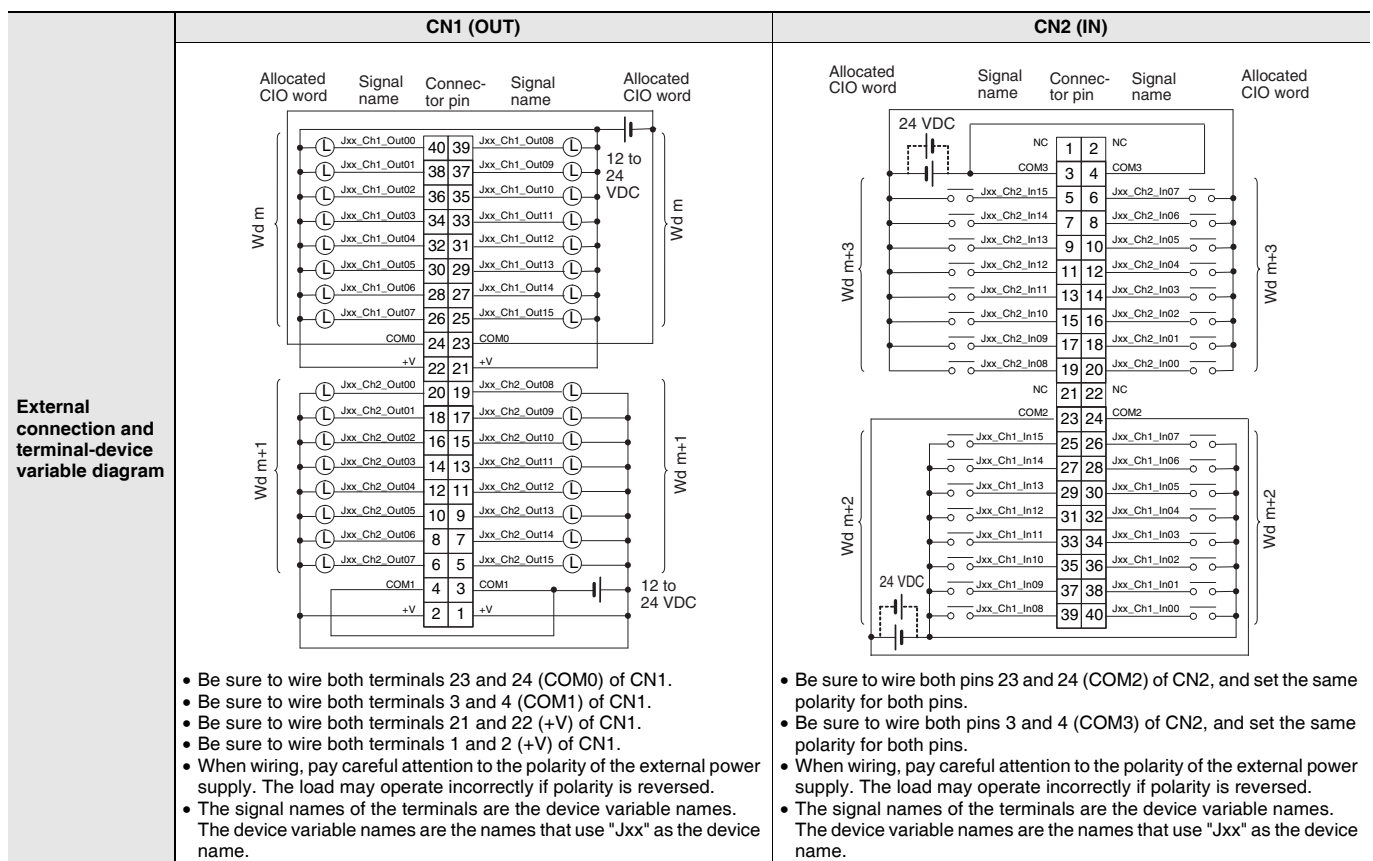 CN1 (OUT)
CN2 (IN)
External
connection and
terminal-device
variable diagram
Allocated
CIO word
Signal
name
Connec-
tor pin
Signal
name
Allocated
CIO word
Wd m
Wd m
12 to
24
VDC
Jxx_Ch1_Out00 40 39 Jxx_Ch1_Out08
L L
Jxx_Ch1_Out01 38 37 Jxx_Ch1_Out09
L L
Jxx_Ch1_Out02 36 35 Jxx_Ch1_Out10
L L
Jxx_Ch1_Out03 34 33 Jxx_Ch1_Out11
L L
Jxx_Ch1_Out04 32 31 Jxx_Ch1_Out12
L L
Jxx_Ch1_Out05 30 29 Jxx_Ch1_Out13
L L
Jxx_Ch1_Out06 28 27 Jxx_Ch1_Out14
L L
Jxx_Ch1_Out07 26 25 Jxx_Ch1_Out15
L L
COM0 24 23 COM0
+V 22 21 +V
Wd m+1
Wd m+1
Jxx_Ch2_Out00 20 19 Jxx_Ch2_Out08
L L
Jxx_Ch2_Out01 18 17 Jxx_Ch2_Out09
L L
Jxx_Ch2_Out02 16 15 Jxx_Ch2_Out10
L L
Jxx_Ch2_Out03 14 13 Jxx_Ch2_Out11
L L
Jxx_Ch2_Out04 12 11 Jxx_Ch2_Out12
L L
Jxx_Ch2_Out05 10 9 Jxx_Ch2_Out13
L L
Jxx_Ch2_Out06 8 7 Jxx_Ch2_Out14
L L
Jxx_Ch2_Out07 6 5 Jxx_Ch2_Out15
L L
COM1 4 3 COM1
12 to
24 VDC
+V 2 1 +V
• Be sure to wire both terminals 23 and 24 (COM0) of CN1.
• Be sure to wire both terminals 3 and 4 (COM1) of CN1.
• Be sure to wire both terminals 21 and 22 (+V) of CN1.
• Be sure to wire both terminals 1 and 2 (+V) of CN1.
• When wiring, pay careful attention to the polarity of the external power
supply. The load may operate incorrectly if polarity is reversed.
• The signal names of the terminals are the device variable names.
The device variable names are the names that use "Jxx" as the device
name.
Allocated
CIO word
Signal
name
Connec-
tor pin
Signal
name
Allocated
CIO word
24 VDC
NC 1 2 NC
COM3 3 4 COM3
Wd m+3
Wd m+3
Jxx_Ch2_In15 5 6 Jxx_Ch2_In07
Jxx_Ch2_In14 7 8 Jxx_Ch2_In06
Jxx_Ch2_In13 9 10 Jxx_Ch2_In05
Jxx_Ch2_In12 11 12 Jxx_Ch2_In04
Jxx_Ch2_In11 13 14 Jxx_Ch2_In03
Jxx_Ch2_In10 15 16 Jxx_Ch2_In02
Jxx_Ch2_In09 17 18 Jxx_Ch2_In01
Jxx_Ch2_In08 19 20 Jxx_Ch2_In00
NC 21 22 NC
COM2 23 24 COM2
Wd m+2
Wd m+2
Jxx_Ch1_In15 25 26 Jxx_Ch1_In07
Jxx_Ch1_In14 27 28 Jxx_Ch1_In06
Jxx_Ch1_In13 29 30 Jxx_Ch1_In05
Jxx_Ch1_In12 31 32 Jxx_Ch1_In04
Jxx_Ch1_In11 33 34 Jxx_Ch1_In03
Jxx_Ch1_In10 35 36 Jxx_Ch1_In02
24 VDC
Jxx_Ch1_In09 37 38 Jxx_Ch1_In01
Jxx_Ch1_In08 39 40 Jxx_Ch1_In00
• Be sure to wire both pins 23 and 24 (COM2) of CN2, and set the same
polarity for both pins.
• Be sure to wire both pins 3 and 4 (COM3) of CN2, and set the same
polarity for both pins.
• When wiring, pay careful attention to the polarity of the external power
supply. The load may operate incorrectly if polarity is reversed.
• The signal names of the terminals are the device variable names.
The device variable names are the names that use "Jxx" as the device
name.